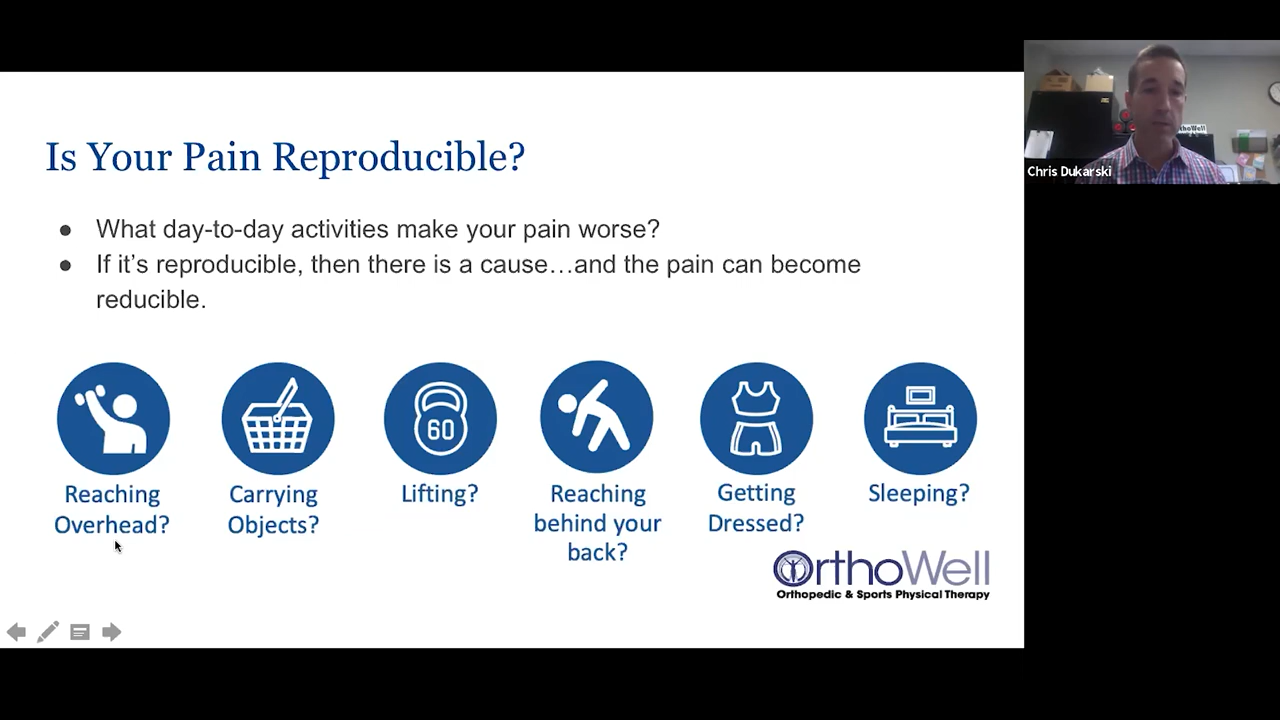 Is Your Pain Reproducible?
● What day-to-day activities make your pain worse?
● If it's reproducible, then there is a cause…and the pain can become
reducible.
60
Reaching
Overhead?
Carrying
Objects?
Lifting?
Reaching
behind your
back?
Getting
Dressed?
Sleeping?
OrthoWell
Orthopedic & Sports Physical Therapy
Chris Dukarski